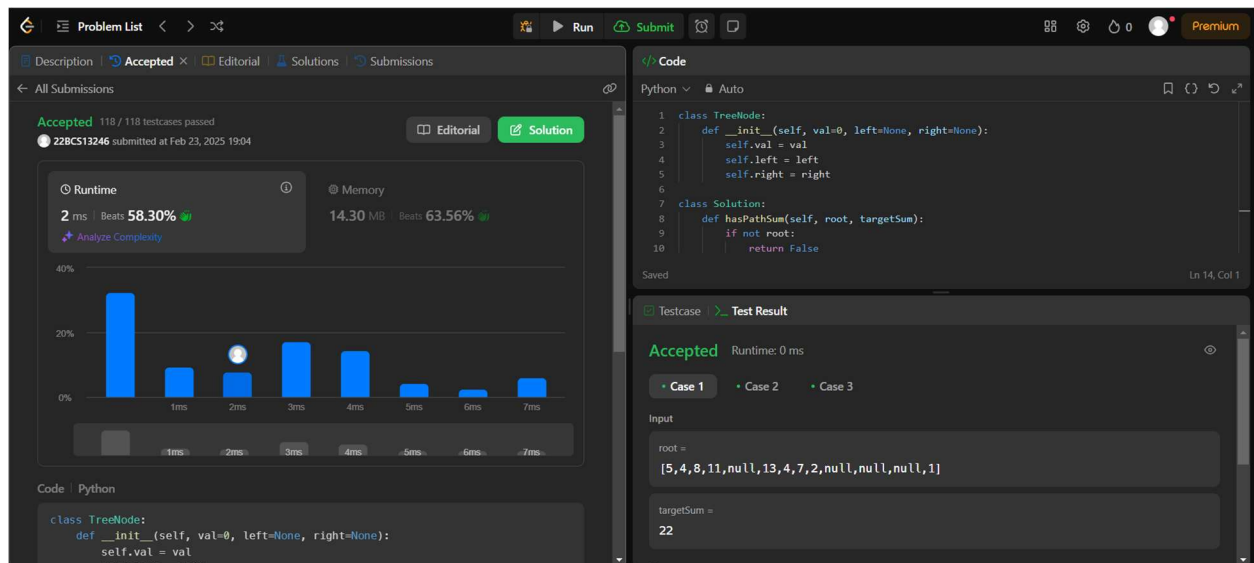 Problem List
Run
Submit
0
Premium
Description
Accepted
Editorial
Solutions
Submissions
All Submissions
Accepted 118 / 118 testcases passed
22BCS13246 submitted at Feb 23, 2025 19:04
Editorial
Solution
Runtime
2 ms Beats 58.30%
Analyze Complexity
Memory
14.30 MB Beats 63.56%
40%
20%
0%
1ms 2ms 3ms 4ms 5ms 6ms 7ms
1ms 2ms 3ms 4ms 5ms 6ms 7ms
Code Python
class TreeNode:
def __init__(self, val=0, left=None, right=None):
self.val = val
</> Code
Python Auto
1 class TreeNode:
2 def __init__(self, val=0, left=None, right=None):
3 self.val = val
4 self.left = left
5 self.right = right
6
7 class Solution:
8 def hasPathSum(self, root, targetSum):
9 if not root:
10 return False
Saved Ln 14, Col 1
Testcase >_ Test Result
Accepted Runtime: 0 ms
• Case 1 • Case 2 • Case 3
Input
root =
[5,4,8,11,null,13,4,7,2,null,null,null,1]
targetSum =
22